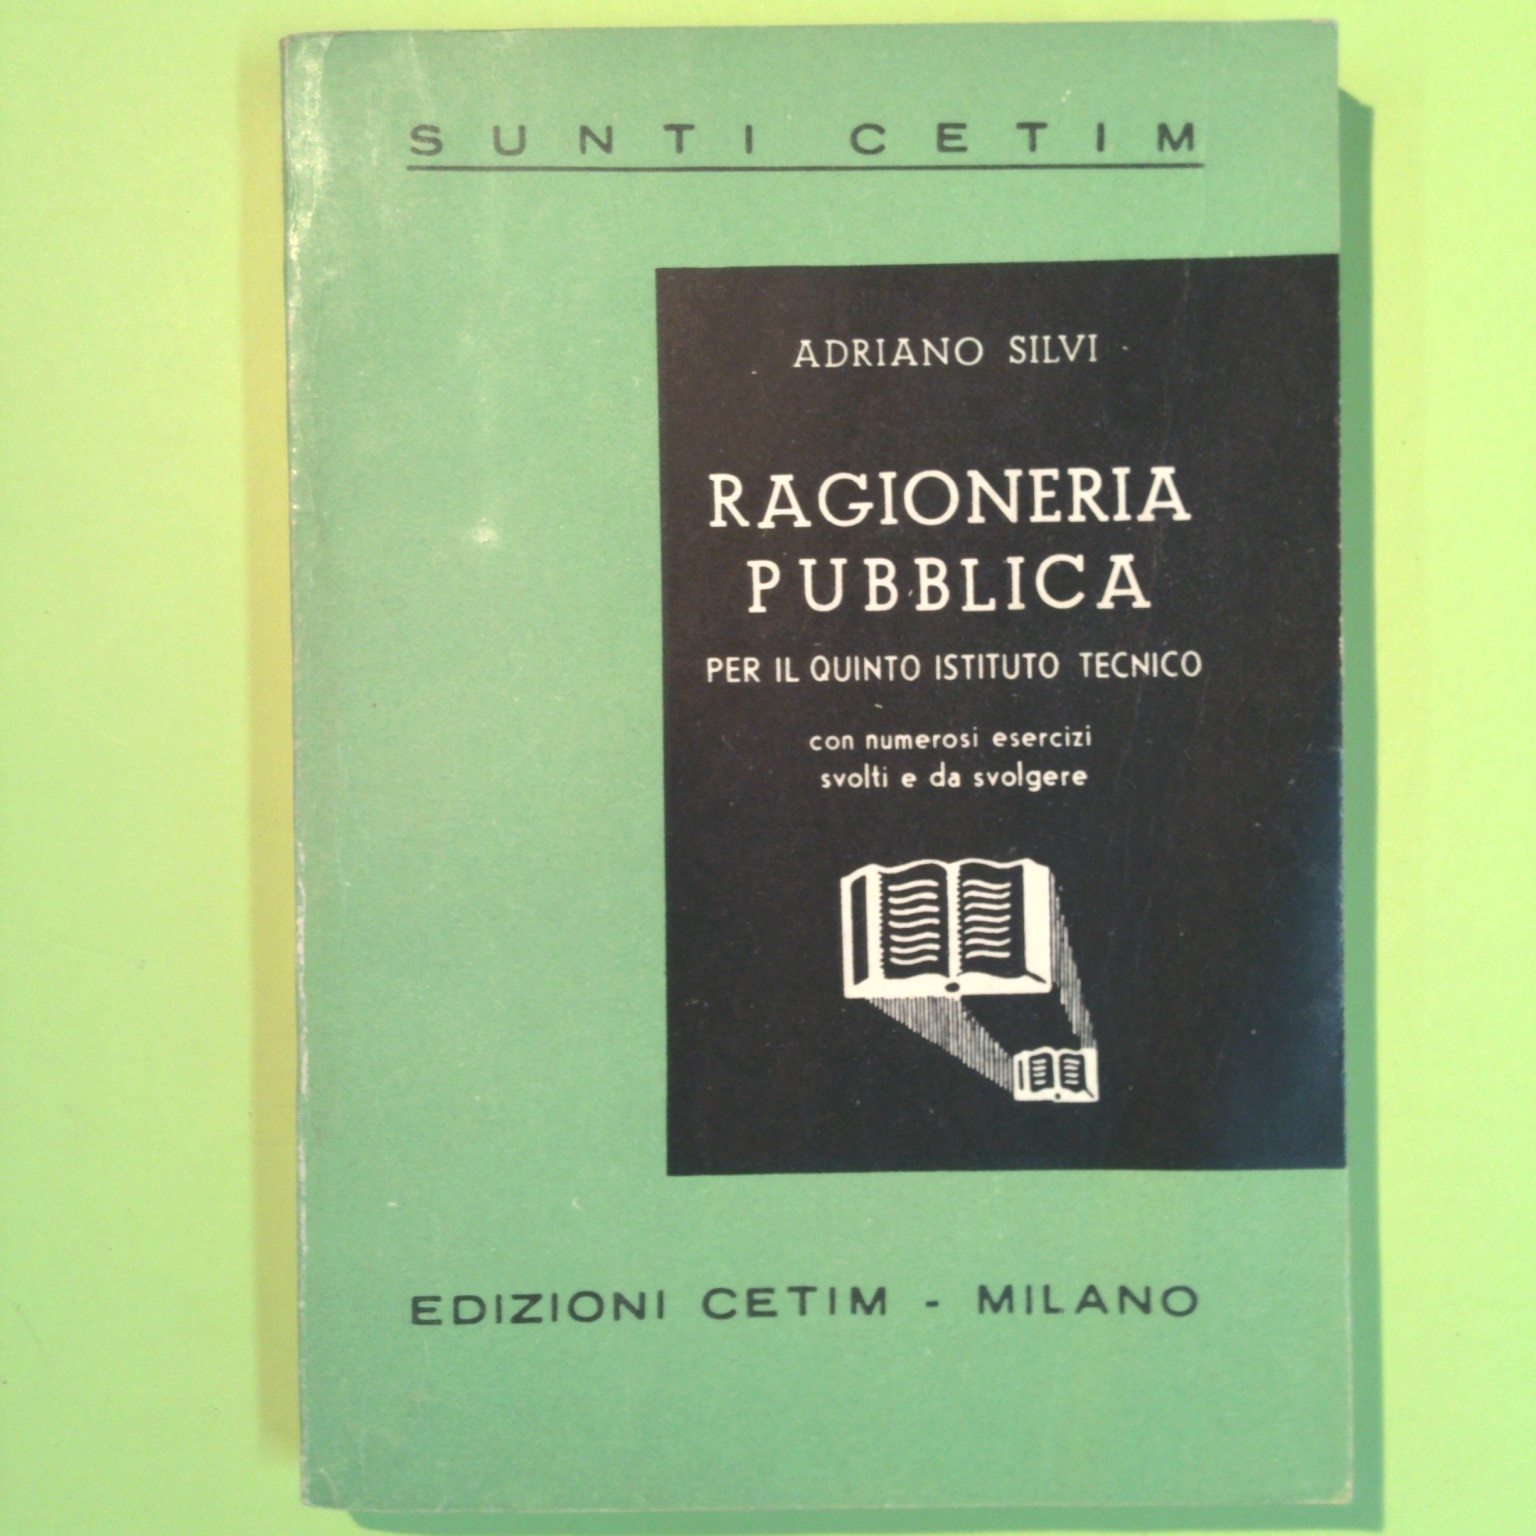 SUNTI CETIM
ADRIANO SILVI
RAGIONERIA
PUBBLICA
PER IL QUINTO ISTITUTO TECNICO
con numerosi esercizi
svolti e da svolgere
EDIZIONI CETIM - MILANO